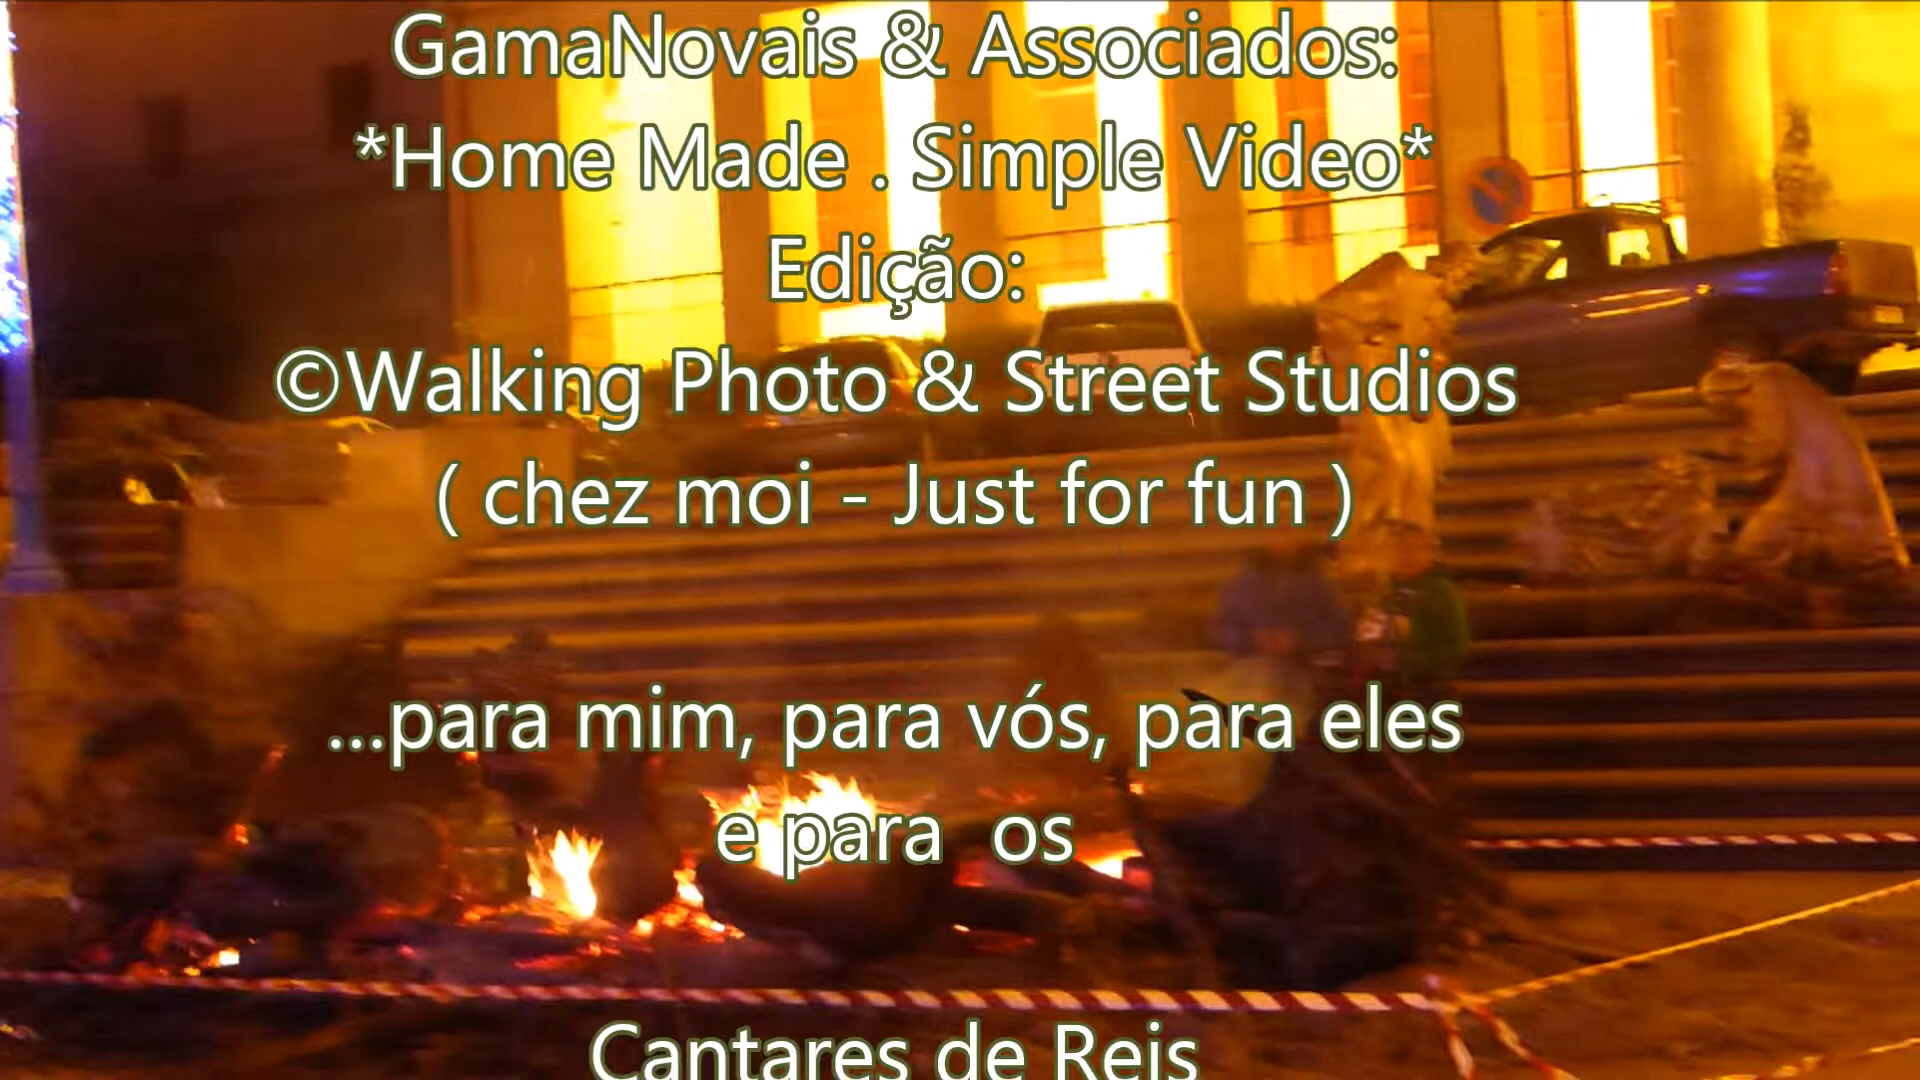 GamaNovais & Associados:
*Home Made . Simple Video*
Edição:
©Walking Photo & Street Studios
( chez moi - Just for fun )
...para mim, para vós, para eles
e para  os
Cantares de Reis